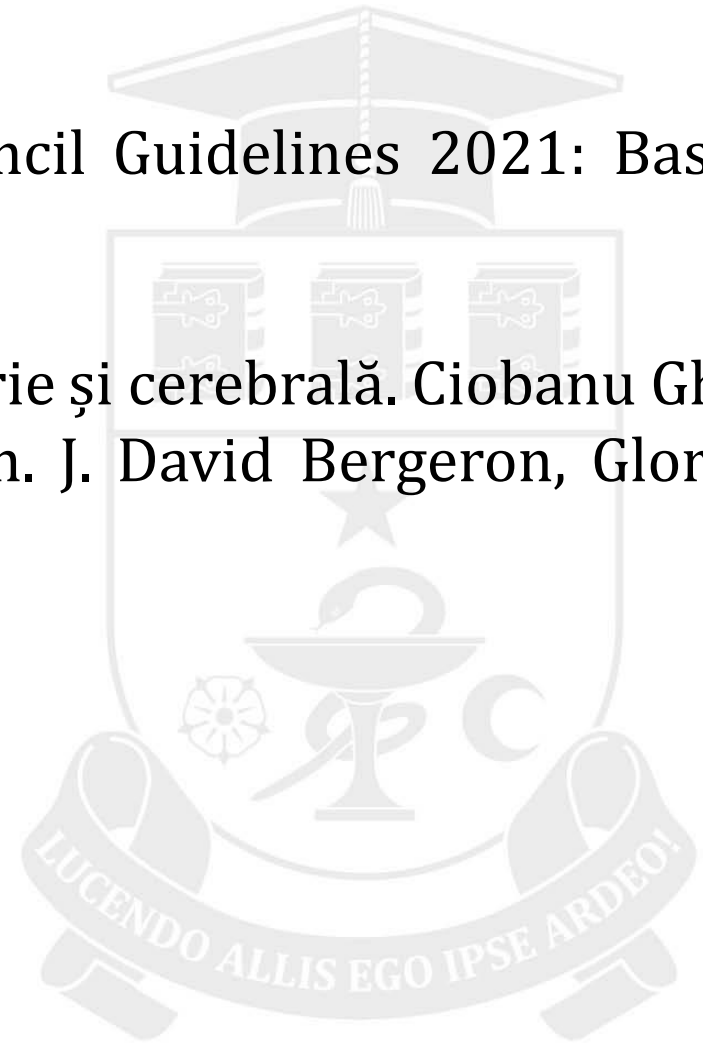 ncil Guidelines 2021: Bas
rie și cerebrală. Ciobanu Gh
n. J. David Bergeron, Glor
LUCENDO ALLIS EGO IPSE ARDEO!